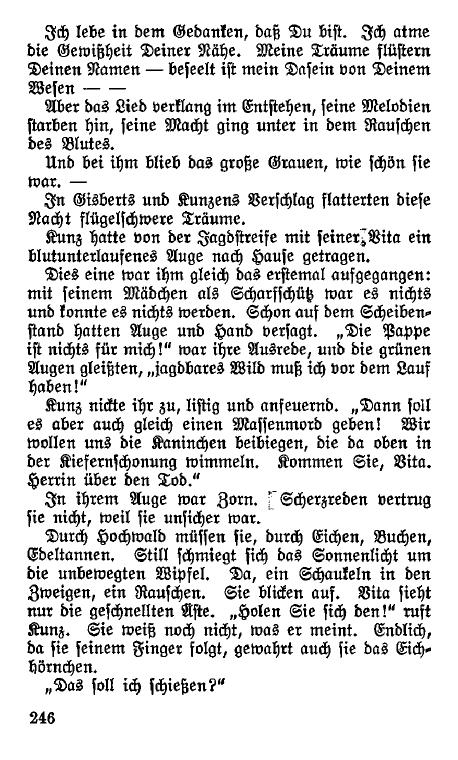 Ich lebe in dem Gedanken, daß Du bist. Ich atme
die Gewißheit Deiner Nähe. Meine Träume flüstern
Deinen Namen — beseelt ist mein Dasein von Deinem
Wesen — —
Aber das Lied verklang im Entstehen, seine Melodien
starben hin, seine Macht ging unter in dem Rauschen
des Blutes.
Und bei ihm blieb das große Grauen, wie schön sie
war. —
In Gisberts und Kunzens Verschlag flatterten diese
Nacht flügelschwere Träume.
Kunz hatte von der Jagdstreife mit seiner Vita ein
blutunterlaufenes Auge nach Hause getragen.
Dies eine war ihm gleich das erstemal aufgegangen:
mit seinem Mädchen als Scharfschütz war es nichts
und konnte es nichts werden. Schon auf dem Scheiben-
stand hatten Auge und Hand versagt. „Die Pappe
ist nichts für mich!“ war ihre Ausrede, und die grünen
Augen gleißten, „jagdbares Wild muß ich vor dem Lauf
haben!“
Kunz nickte ihr zu, listig und anfeuernd. „Dann soll
es aber auch gleich einen Massenmord geben! Wir
wollen uns die Kaninchen beibiegen, die da oben in
der Kiefernschonung wimmeln. Kommen Sie, Vita.
Herrin über den Tod.“
In ihrem Auge war Zorn. Scherzreden vertrug
sie nicht, weil sie unsicher war.
Durch Hochwald müssen sie, durch Eichen, Buchen,
Edeltannen. Still schmiegt sich das Sonnenlicht um
die unbewegten Wipfel. Da, ein Schaukeln in den
Zweigen, ein Rauschen. Sie blicken auf. Vita sieht
nur die geschnellten Äste. „Holen Sie sich den!“ ruft
Kunz. Sie weiß noch nicht, was er meint. Endlich,
da sie seinem Finger folgt, gewahrt auch sie das Eich-
hörnchen.
„Das soll ich schießen?“
246